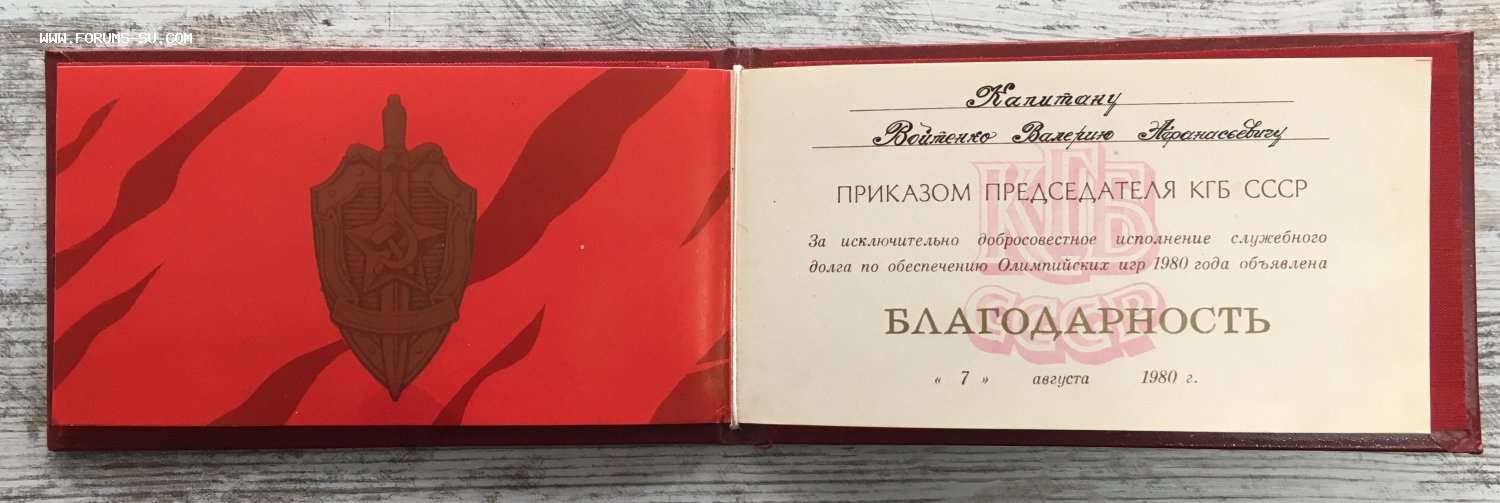 WWW.FORUMS-SU.COM
Капитану
Войтенко Валерию Афанасьевичу
КГБ
СССР
ПРИКАЗОМ ПРЕДСЕДАТЕЛЯ КГБ СССР
За исключительно добросовестное исполнение служебного
долга по обеспечению Олимпийских игр 1980 года объявлена
БЛАГОДАРНОСТЬ
« 7 » августа 1980 г.